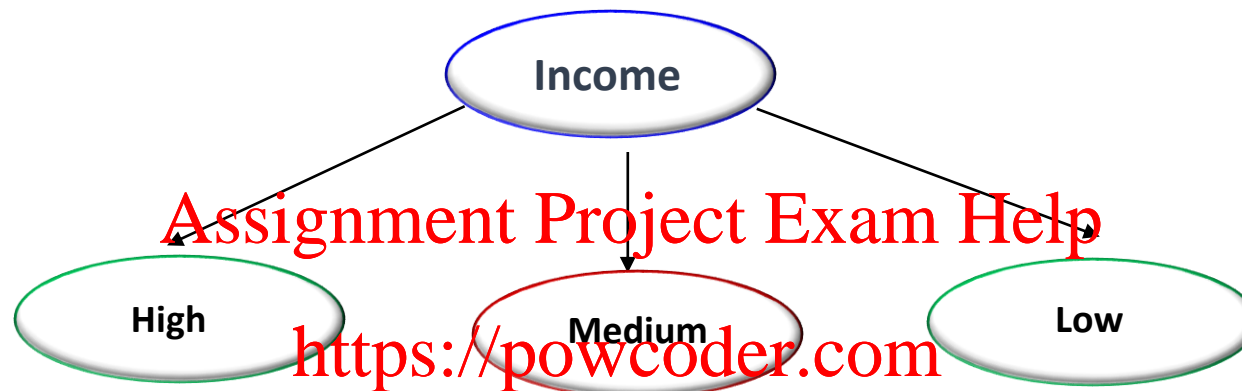 Income
Assignment Project Exam Help
High
Medium
Low
https://powcoder.com